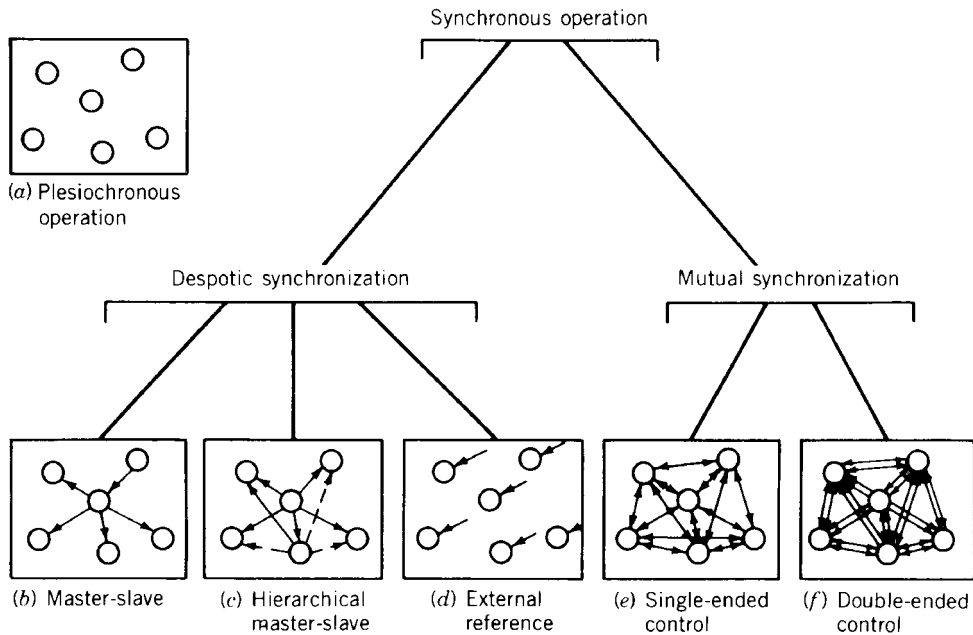 Synchronous operation
(a) Plesiochronous
operation
Despotic synchronization
Mutual synchronization
(b) Master-slave
(c) Hierarchical
master-slave
(d) External
reference
(e) Single-ended
control
(f) Double-ended
control